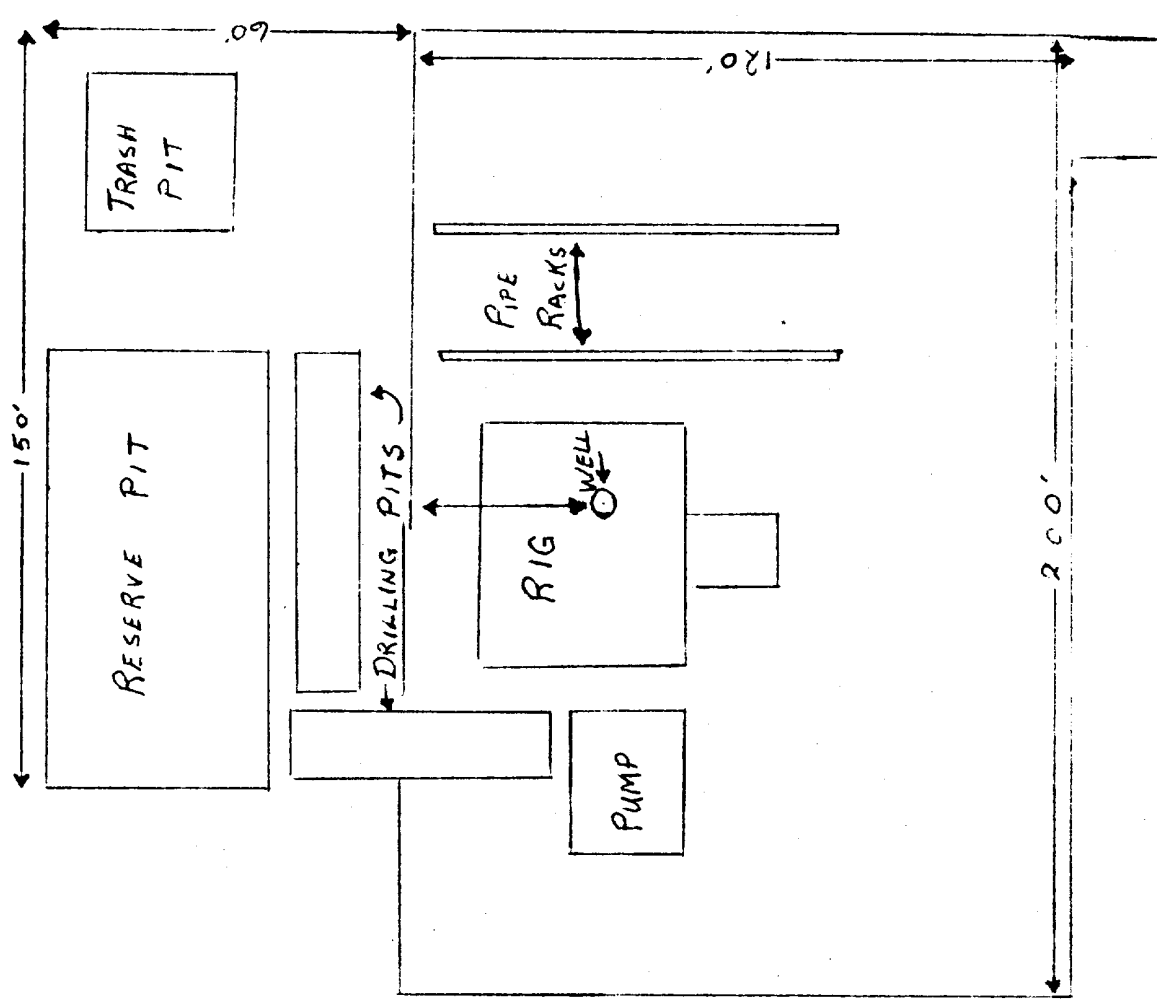 60'
120'
TRASH
PIT
PIPE
RACKS
150'
RESERVE PIT
DRILLING PITS
WELL
RIG
200'
PUMP